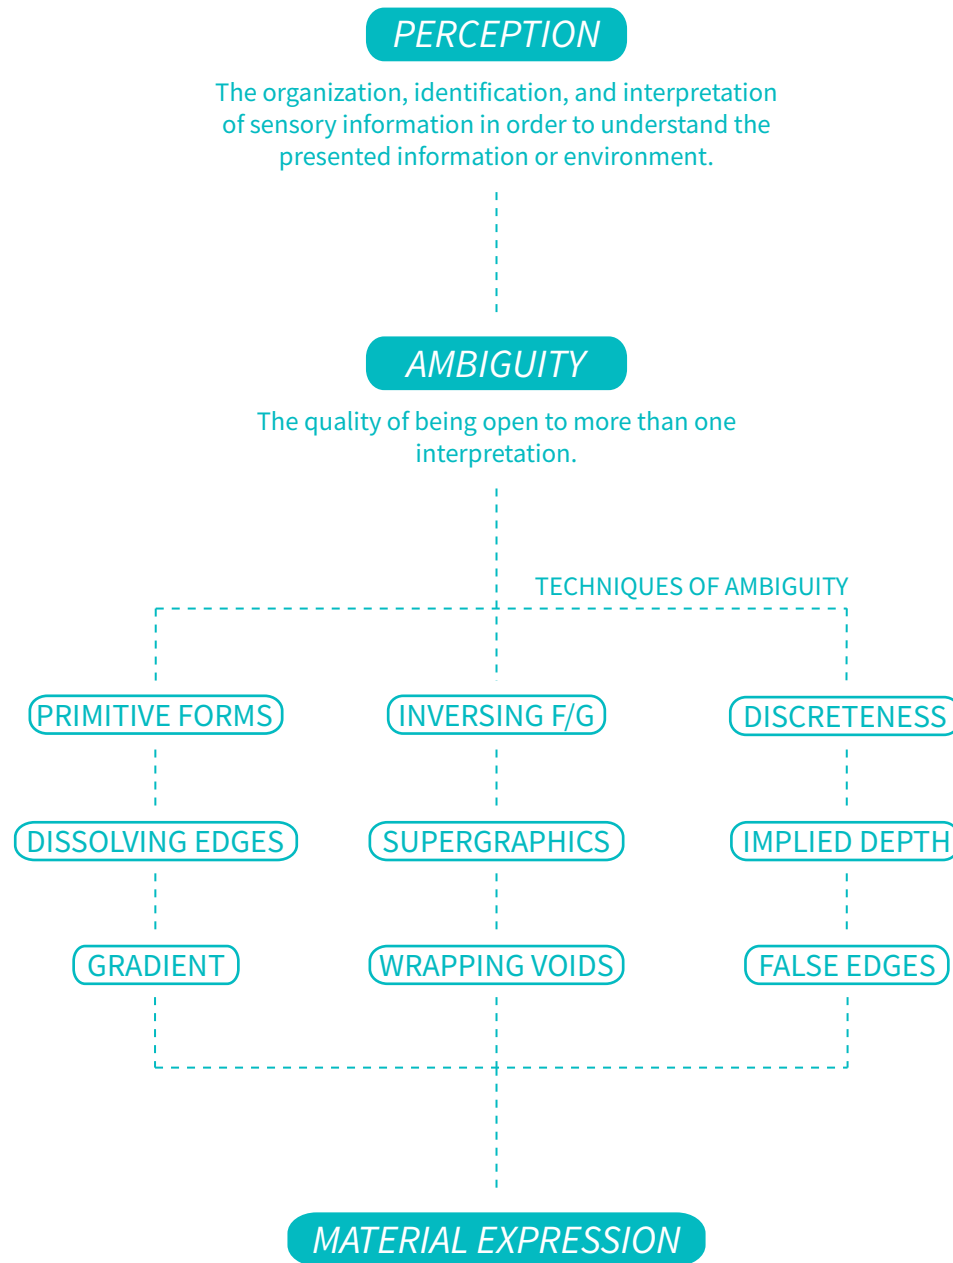 PERCEPTION
The organization, identification, and interpretation
of sensory information in order to understand the
presented information or environment.
AMBIGUITY
The quality of being open to more than one
interpretation.
TECHNIQUES OF AMBIGUITY
PRIMITIVE FORMS
INVERSING F/G
DISCRETENESS
DISSOLVING EDGES
SUPERGRAPHICS
IMPLIED DEPTH
GRADIENT
WRAPPING VOIDS
FALSE EDGES
MATERIAL EXPRESSION